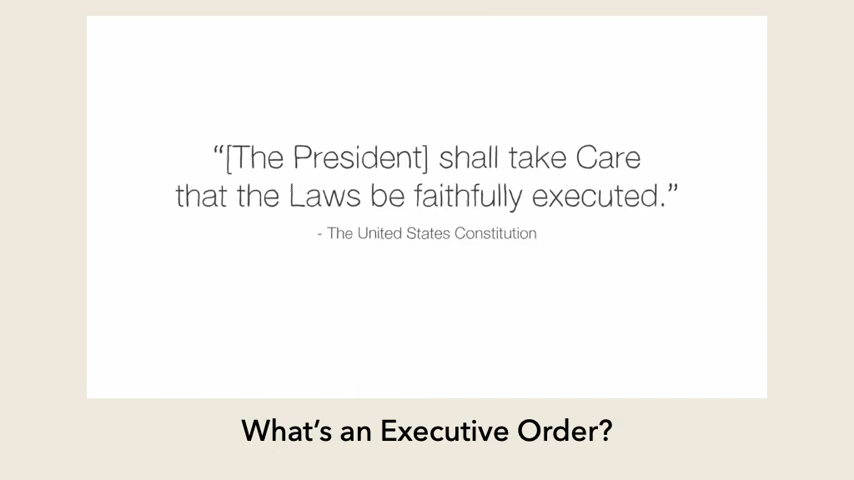 “[The President] shall take Care
that the Laws be faithfully executed.”
- The United States Constitution
What’s an Executive Order?